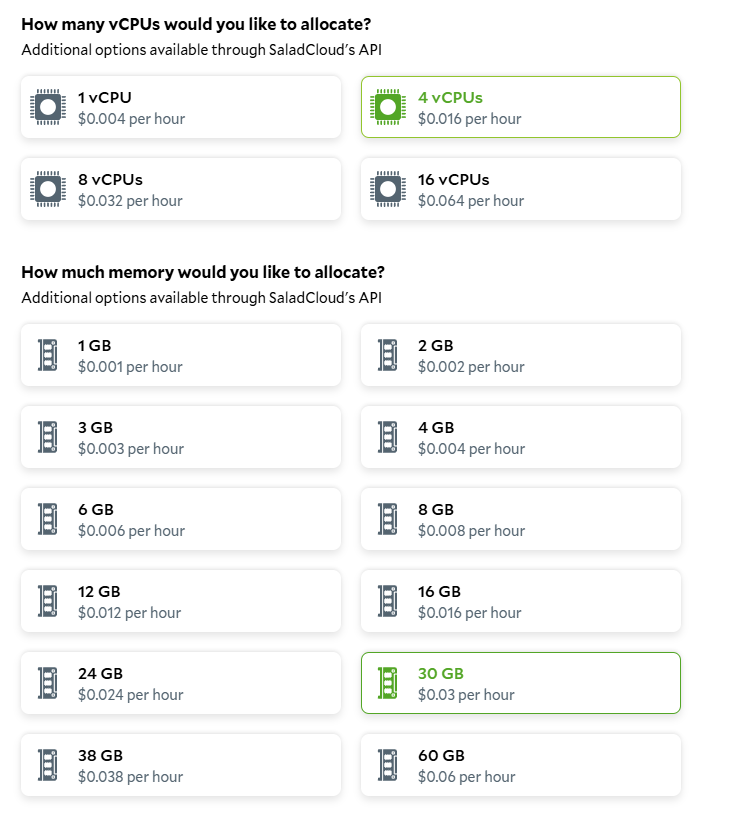 How many vCPUs would you like to allocate?
Additional options available through SaladCloud's API
1 vCPU
$0.004 per hour
4 vCPUs
$0.016 per hour
8 vCPUs
$0.032 per hour
16 vCPUs
$0.064 per hour
How much memory would you like to allocate?
Additional options available through SaladCloud's API
1 GB
$0.001 per hour
2 GB
$0.002 per hour
3 GB
$0.003 per hour
4 GB
$0.004 per hour
6 GB
$0.006 per hour
8 GB
$0.008 per hour
12 GB
$0.012 per hour
16 GB
$0.016 per hour
24 GB
$0.024 per hour
30 GB
$0.03 per hour
38 GB
$0.038 per hour
60 GB
$0.06 per hour